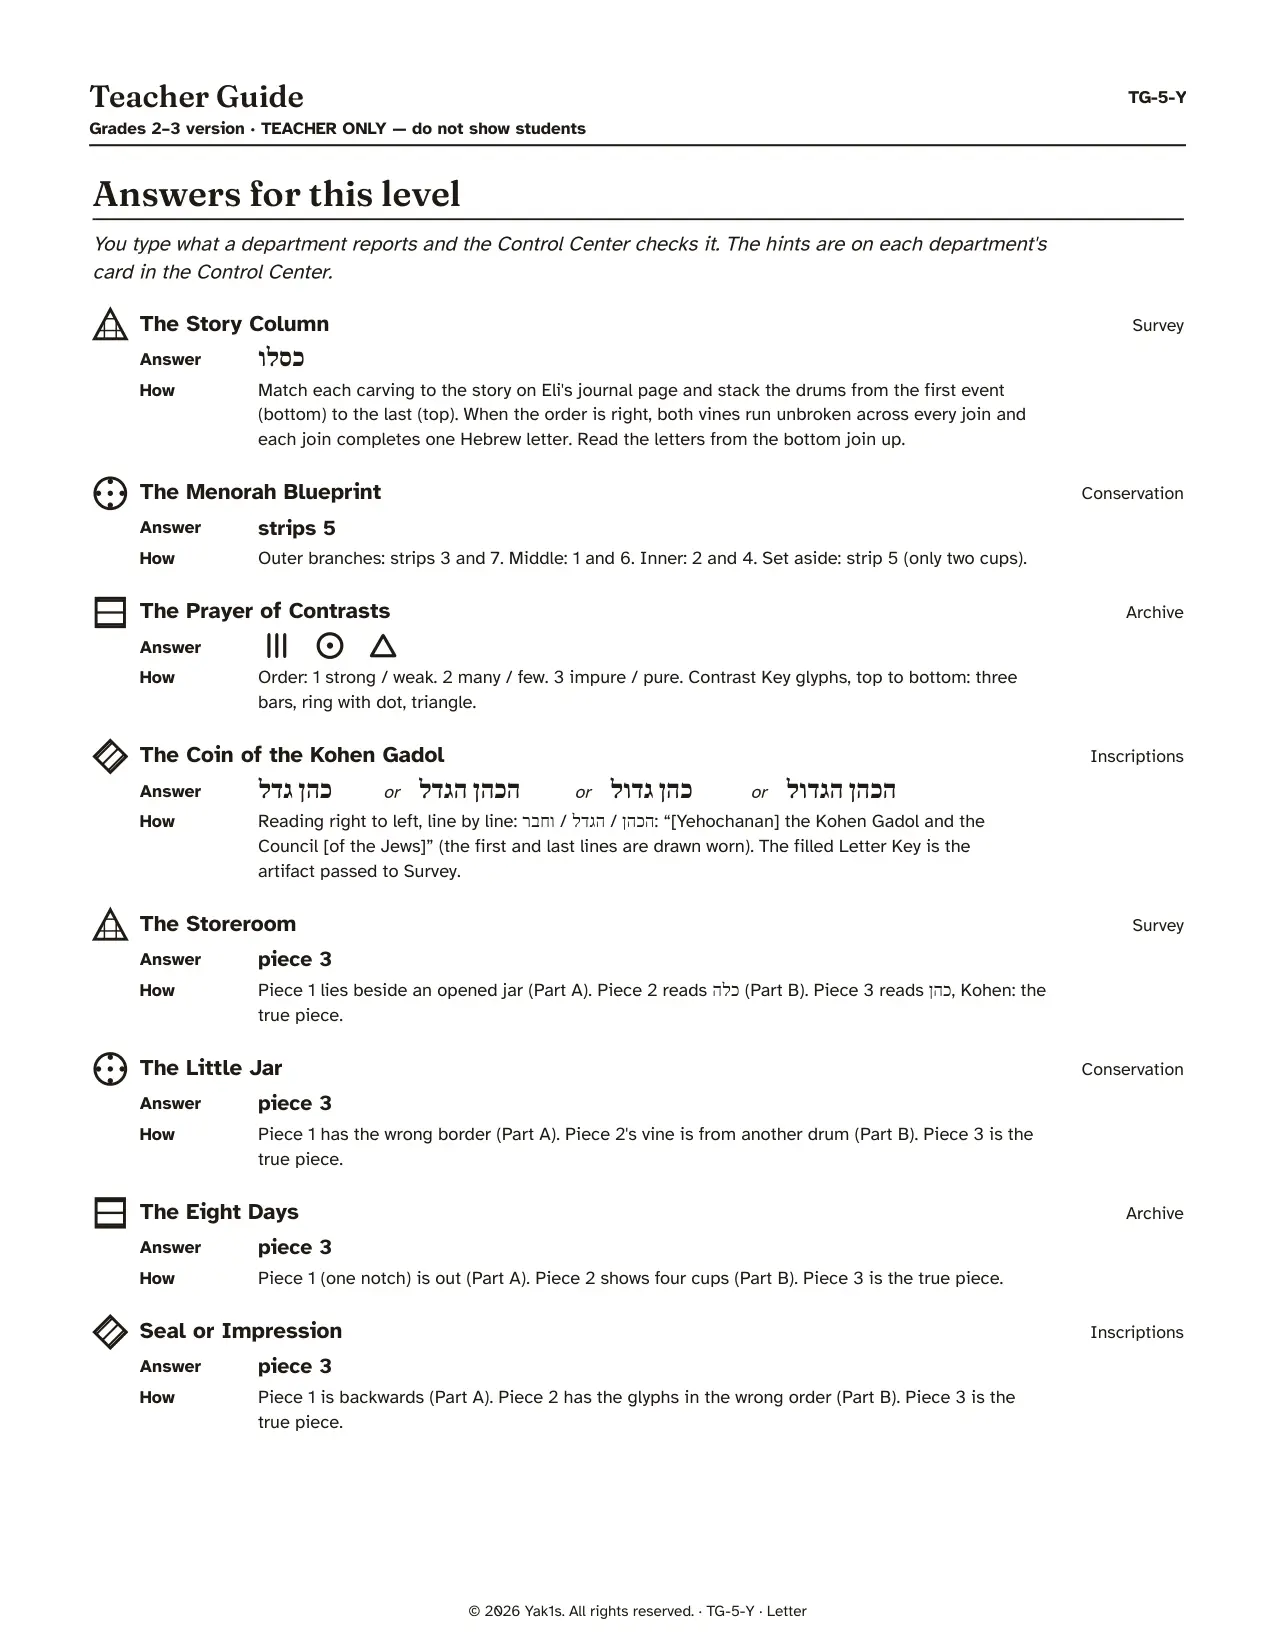 Teacher Guide
TG-5-Y
Grades 2–3 version · TEACHER ONLY — do not show students
Answers for this level
You type what a department reports and the Control Center checks it. The hints are on each department's
card in the Control Center.
The Story Column
Survey
Answer כסלו
How Match each carving to the story on Eli's journal page and stack the drums from the first event
(bottom) to the last (top). When the order is right, both vines run unbroken across every join and
each join completes one Hebrew letter. Read the letters from the bottom join up.
The Menorah Blueprint
Conservation
Answer strips 5
How Outer branches: strips 3 and 7. Middle: 1 and 6. Inner: 2 and 4. Set aside: strip 5 (only two cups).
The Prayer of Contrasts
Archive
Answer
How Order: 1 strong / weak. 2 many / few. 3 impure / pure. Contrast Key glyphs, top to bottom: three
bars, ring with dot, triangle.
The Coin of the Kohen Gadol
Inscriptions
Answer כהן גדל or הכהן הגדל or כהן גדול or הכהן הגדול
How Reading right to left, line by line: הכהן / הגדל / וחבר: “[Yehochanan] the Kohen Gadol and the
Council [of the Jews]” (the first and last lines are drawn worn). The filled Letter Key is the
artifact passed to Survey.
The Storeroom
Survey
Answer piece 3
How Piece 1 lies beside an opened jar (Part A). Piece 2 reads כלה (Part B). Piece 3 reads כהן, Kohen: the
true piece.
The Little Jar
Conservation
Answer piece 3
How Piece 1 has the wrong border (Part A). Piece 2's vine is from another drum (Part B). Piece 3 is the
true piece.
The Eight Days
Archive
Answer piece 3
How Piece 1 (one notch) is out (Part A). Piece 2 shows four cups (Part B). Piece 3 is the true piece.
Seal or Impression
Inscriptions
Answer piece 3
How Piece 1 is backwards (Part A). Piece 2 has the glyphs in the wrong order (Part B). Piece 3 is the
true piece.
© 2026 Yak1s. All rights reserved. · TG-5-Y · Letter